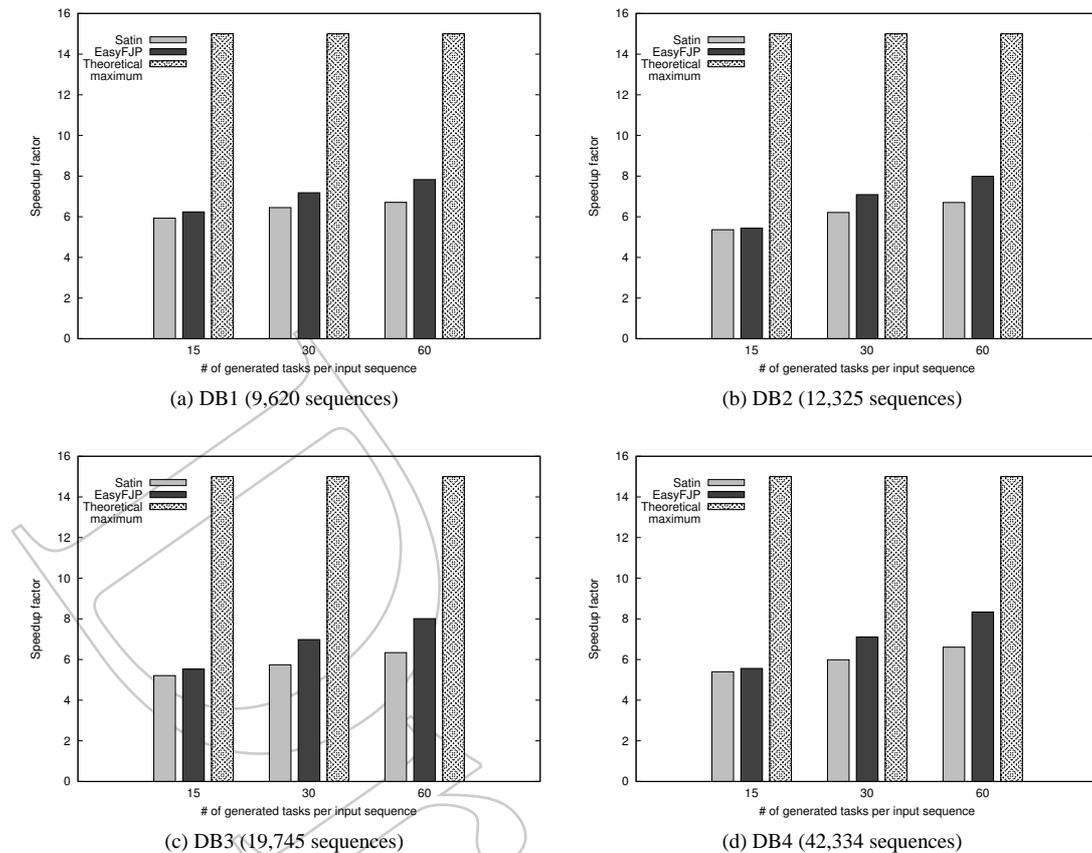 16
14
12
10
8
6
4
2
0
Speedup factor
Satin
EasyFJP
Theoretical
maximum
15 30 60
# of generated tasks per input sequence
(a) DB1 (9,620 sequences)
16
14
12
10
8
6
4
2
0
Speedup factor
Satin
EasyFJP
Theoretical
maximum
15 30 60
# of generated tasks per input sequence
(b) DB2 (12,325 sequences)
16
14
12
10
8
6
4
2
0
Speedup factor
Satin
EasyFJP
Theoretical
maximum
15 30 60
# of generated tasks per input sequence
(c) DB3 (19,745 sequences)
16
14
12
10
8
6
4
2
0
Speedup factor
Satin
EasyFJP
Theoretical
maximum
15 30 60
# of generated tasks per input sequence
(d) DB4 (42,334 sequences)